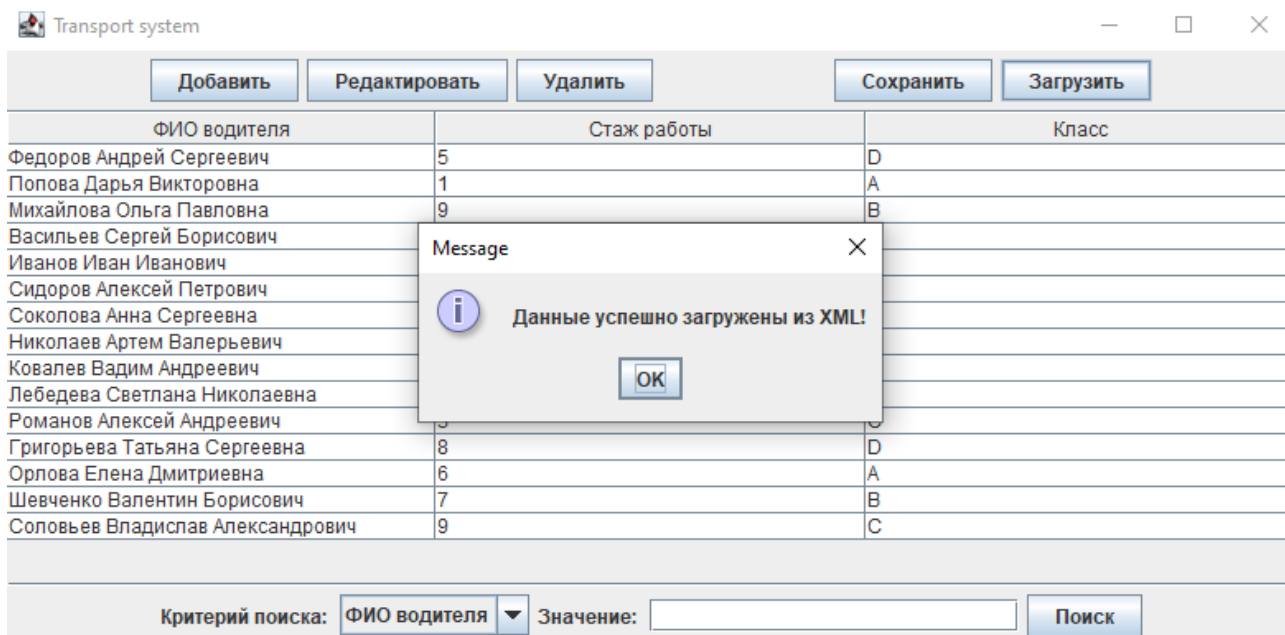 Transport system
Добавить Редактировать Удалить Сохранить Загрузить
ФИО водителя Стаж работы Класс
Федоров Андрей Сергеевич 5 D
Попова Дарья Викторовна 1 A
Михайлова Ольга Павловна 9 B
Васильев Сергей Борисович
Message
Иванов Иван Иванович
Сидоров Алексей Петрович
Соколова Анна Сергеевна
Данные успешно загружены из XML!
Николаев Артем Валерьевич
Ковалев Вадим Андреевич
OK
Лебедева Светлана Николаевна
Романов Алексей Андреевич
Григорьева Татьяна Сергеевна 8 D
Орлова Елена Дмитриевна 6 A
Шевченко Валентин Борисович 7 B
Соловьев Владислав Александрович 9 C
Критерий поиска: ФИО водителя Значение: Поиск